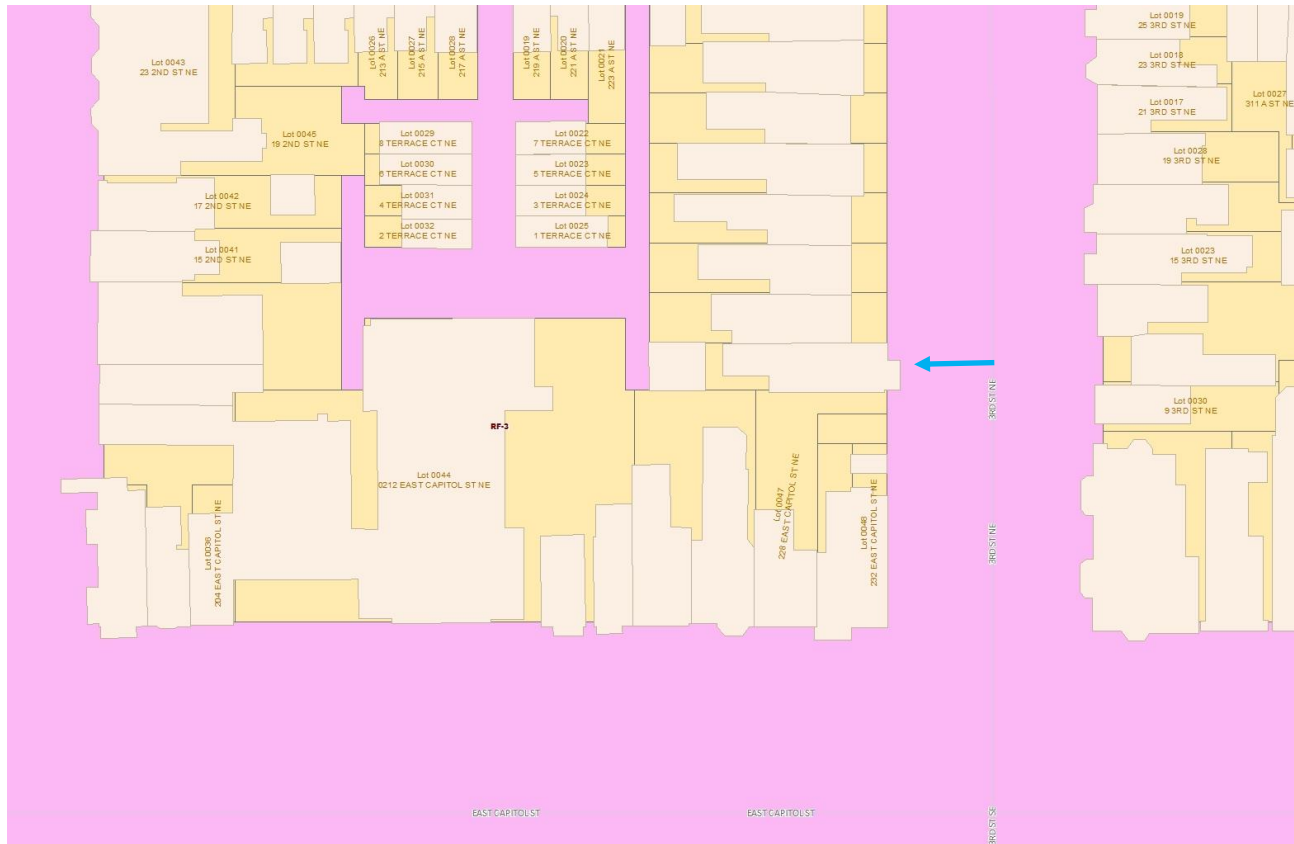 Lot 0043
23 2ND ST NE
Lot 0026
213 A ST NE
Lot 0027
215 A ST NE
Lot 0028
217 A ST NE
Lot 0019
219 A ST NE
Lot 0020
221 A ST NE
Lot 0021
223 A ST NE
Lot 0019
25 3RD ST NE
Lot 0018
23 3RD ST NE
Lot 0017
21 3RD ST NE
Lot 0027
311 A ST NE
Lot 0045
19 2ND ST NE
Lot 0029
8 TERRACE CT NE
Lot 0022
7 TERRACE CT NE
Lot 0028
19 3RD ST NE
Lot 0030
6 TERRACE CT NE
Lot 0023
5 TERRACE CT NE
Lot 0042
17 2ND ST NE
Lot 0031
4 TERRACE CT NE
Lot 0024
3 TERRACE CT NE
Lot 0032
2 TERRACE CT NE
Lot 0025
1 TERRACE CT NE
Lot 0041
15 2ND ST NE
Lot 0023
15 3RD ST NE
3RD ST NE
Lot 0030
9 3RD ST NE
RF-3
Lot 0044
0212 EAST CAPITOL ST NE
Lot 0036
204 EAST CAPITOL ST NE
Lot 0047
228 EAST CAPITOL ST NE
Lot 0048
232 EAST CAPITOL ST NE
3RD ST NE
EAST CAPITOL ST
EAST CAPITOL ST
3RD ST SE